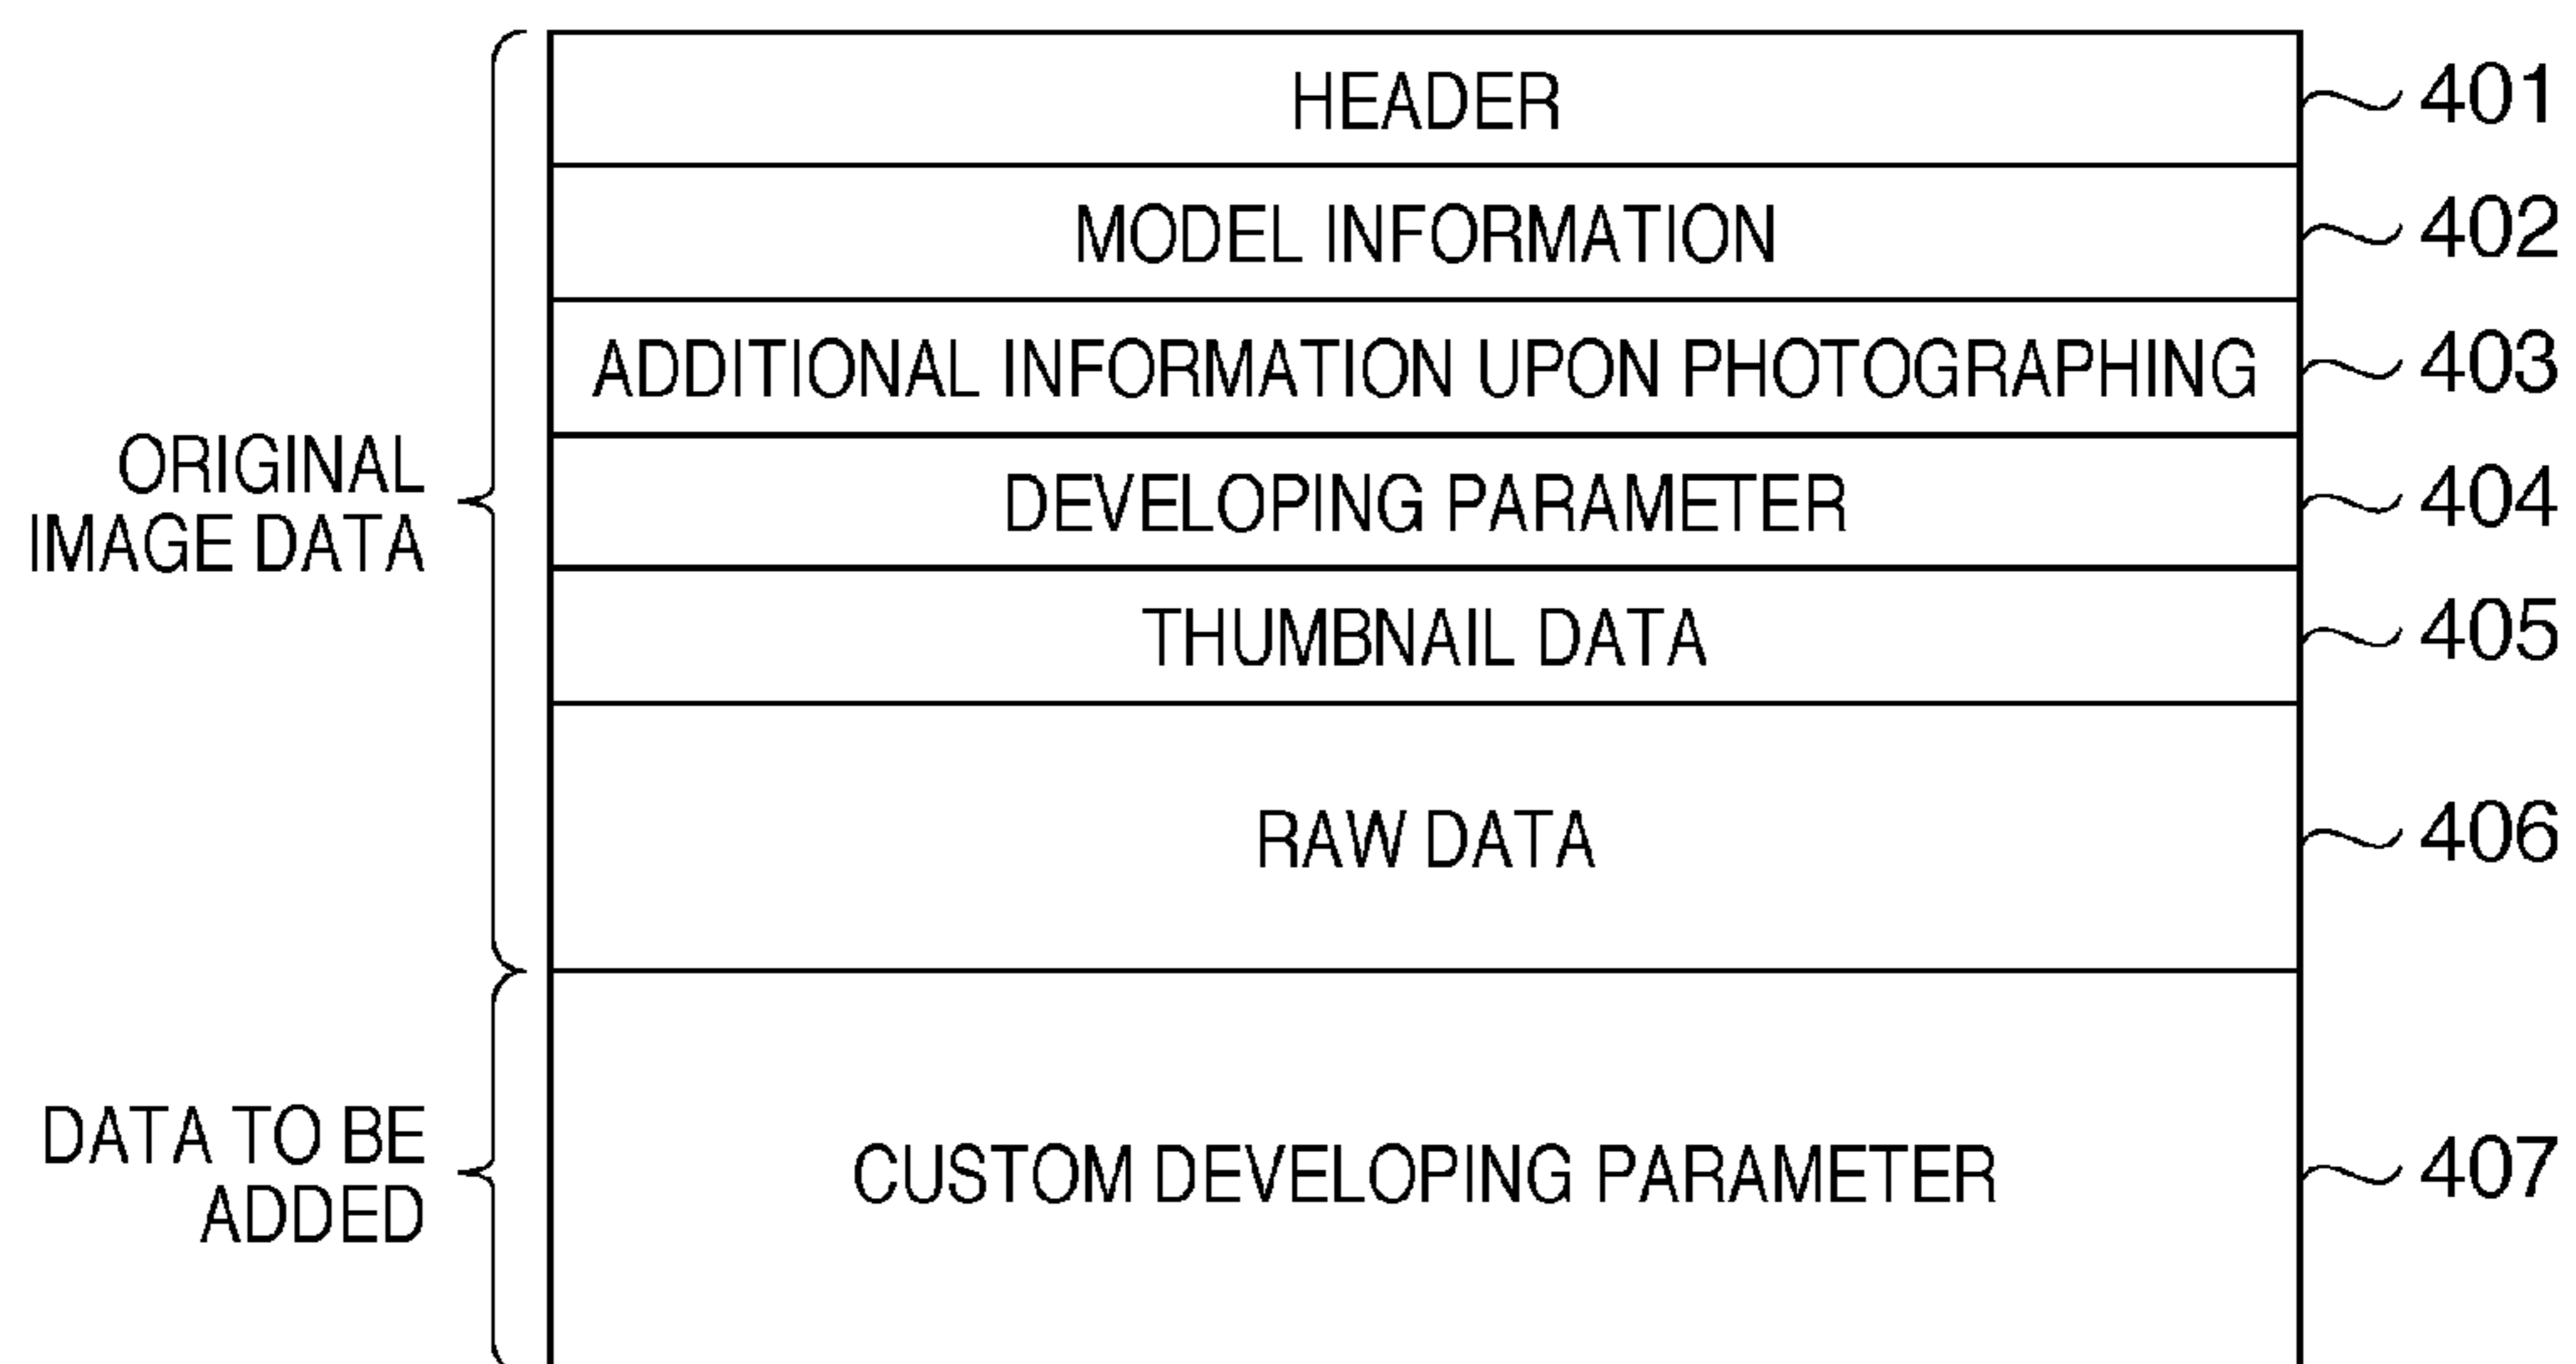 HEADER 401
MODEL INFORMATION 402
ADDITIONAL INFORMATION UPON PHOTOGRAPHING 403
DEVELOPING PARAMETER 404
THUMBNAIL DATA 405
RAW DATA 406
CUSTOM DEVELOPING PARAMETER 407
ORIGINAL
IMAGE DATA
DATA TO BE
ADDED